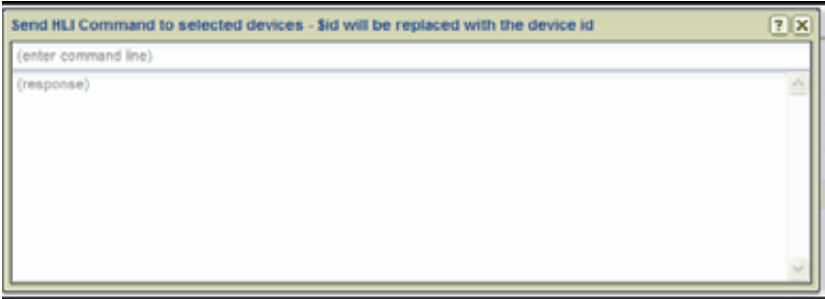 Send HLI Command to selected devices - $id will be replaced with the device id
? X
(enter command line)
(response)